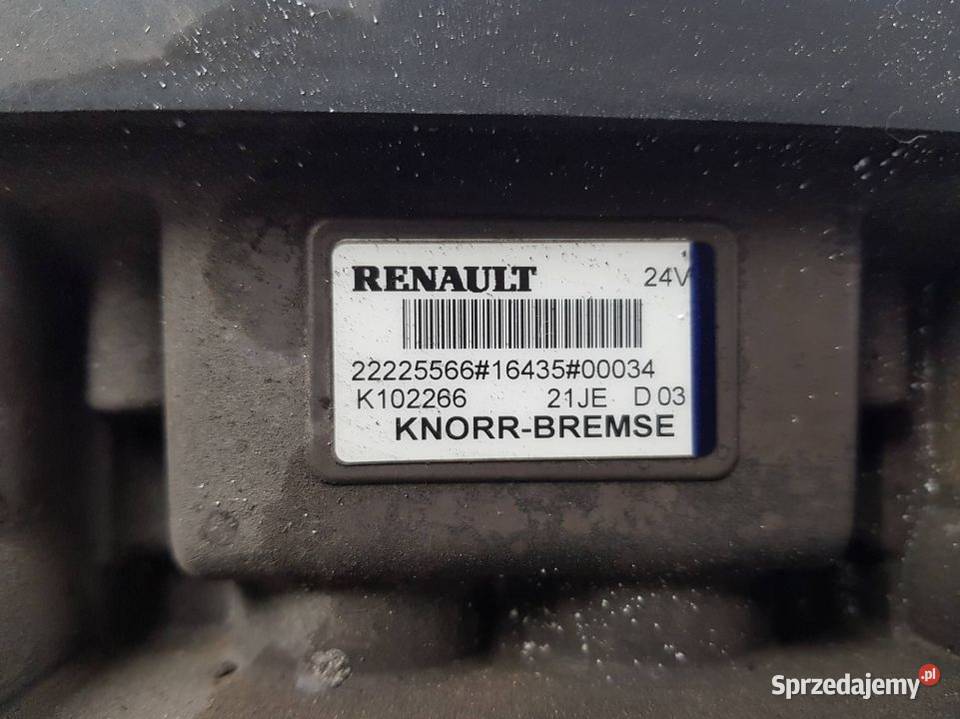 RENAULT 24V
22225566#16435#00034
K102266 21JE D 03
KNORR-BREMSE
Sprzedajemy.pl